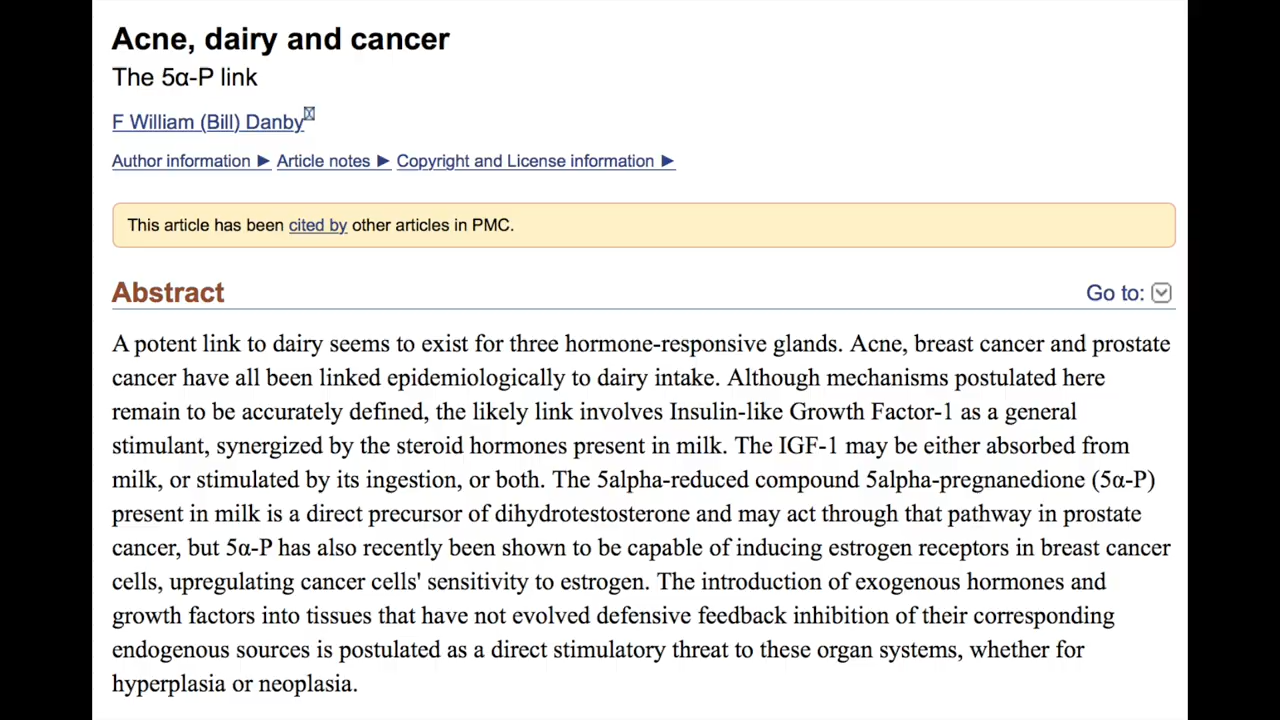 Acne, dairy and cancer
The 5α-P link
F William (Bill) Danby
Author information ► Article notes ► Copyright and License information ►
This article has been cited by other articles in PMC.
Abstract
Go to:
A potent link to dairy seems to exist for three hormone-responsive glands. Acne, breast cancer and prostate
cancer have all been linked epidemiologically to dairy intake. Although mechanisms postulated here
remain to be accurately defined, the likely link involves Insulin-like Growth Factor-1 as a general
stimulant, synergized by the steroid hormones present in milk. The IGF-1 may be either absorbed from
milk, or stimulated by its ingestion, or both. The 5alpha-reduced compound 5alpha-pregnanedione (5α-P)
present in milk is a direct precursor of dihydrotestosterone and may act through that pathway in prostate
cancer, but 5α-P has also recently been shown to be capable of inducing estrogen receptors in breast cancer
cells, upregulating cancer cells' sensitivity to estrogen. The introduction of exogenous hormones and
growth factors into tissues that have not evolved defensive feedback inhibition of their corresponding
endogenous sources is postulated as a direct stimulatory threat to these organ systems, whether for
hyperplasia or neoplasia.